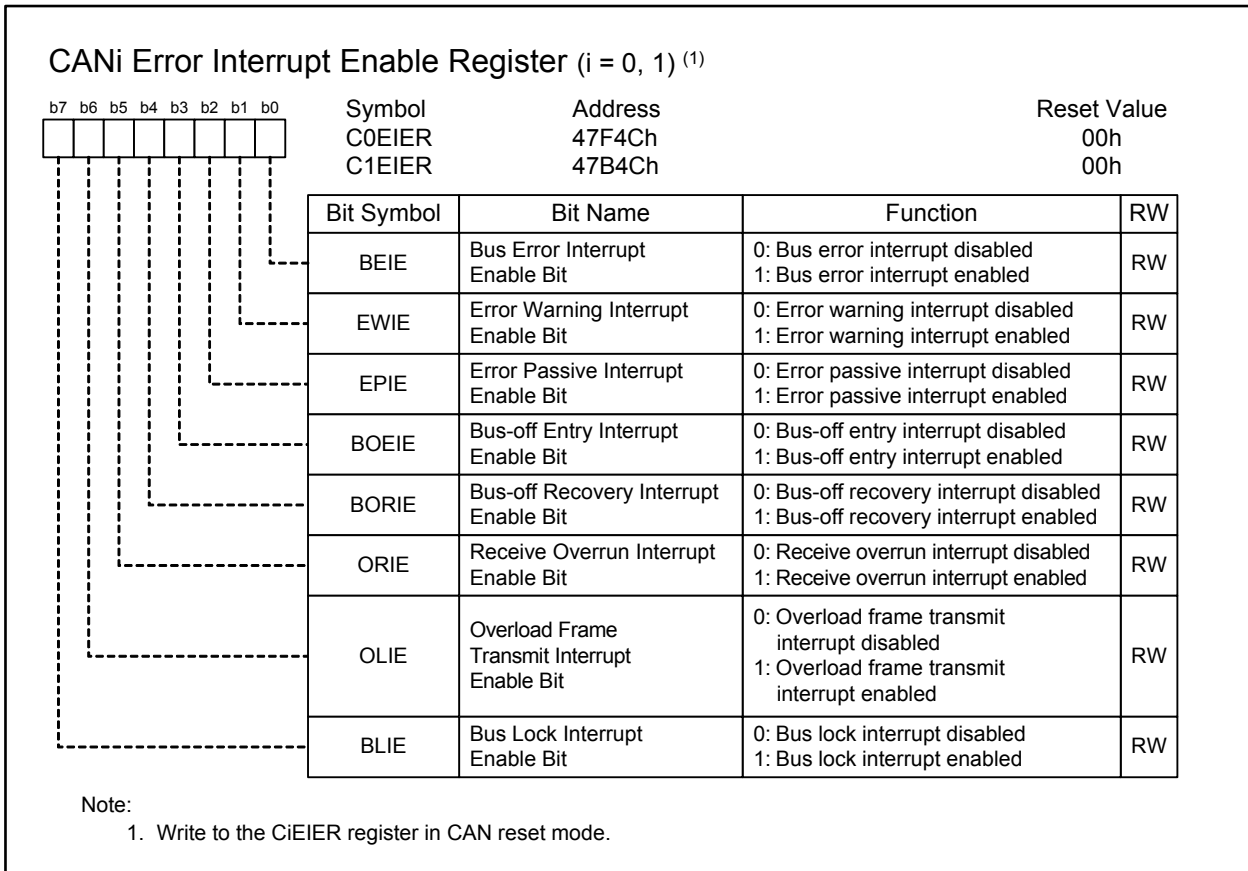 CANi Error Interrupt Enable Register (i = 0, 1) (1)
b7 b6 b5 b4 b3 b2 b1 b0
Symbol Address Reset Value
C0EIER 47F4Ch 00h
C1EIER 47B4Ch 00h
Bit Symbol Bit Name Function RW
BEIE Bus Error Interrupt Enable Bit 0: Bus error interrupt disabled 1: Bus error interrupt enabled RW
EWIE Error Warning Interrupt Enable Bit 0: Error warning interrupt disabled 1: Error warning interrupt enabled RW
EPIE Error Passive Interrupt Enable Bit 0: Error passive interrupt disabled 1: Error passive interrupt enabled RW
BOEIE Bus-off Entry Interrupt Enable Bit 0: Bus-off entry interrupt disabled 1: Bus-off entry interrupt enabled RW
BORIE Bus-off Recovery Interrupt Enable Bit 0: Bus-off recovery interrupt disabled 1: Bus-off recovery interrupt enabled RW
ORIE Receive Overrun Interrupt Enable Bit 0: Receive overrun interrupt disabled 1: Receive overrun interrupt enabled RW
OLIE Overload Frame Transmit Interrupt Enable Bit 0: Overload frame transmit interrupt disabled 1: Overload frame transmit interrupt enabled RW
BLIE Bus Lock Interrupt Enable Bit 0: Bus lock interrupt disabled 1: Bus lock interrupt enabled RW
Note:
1. Write to the CiEIER register in CAN reset mode.